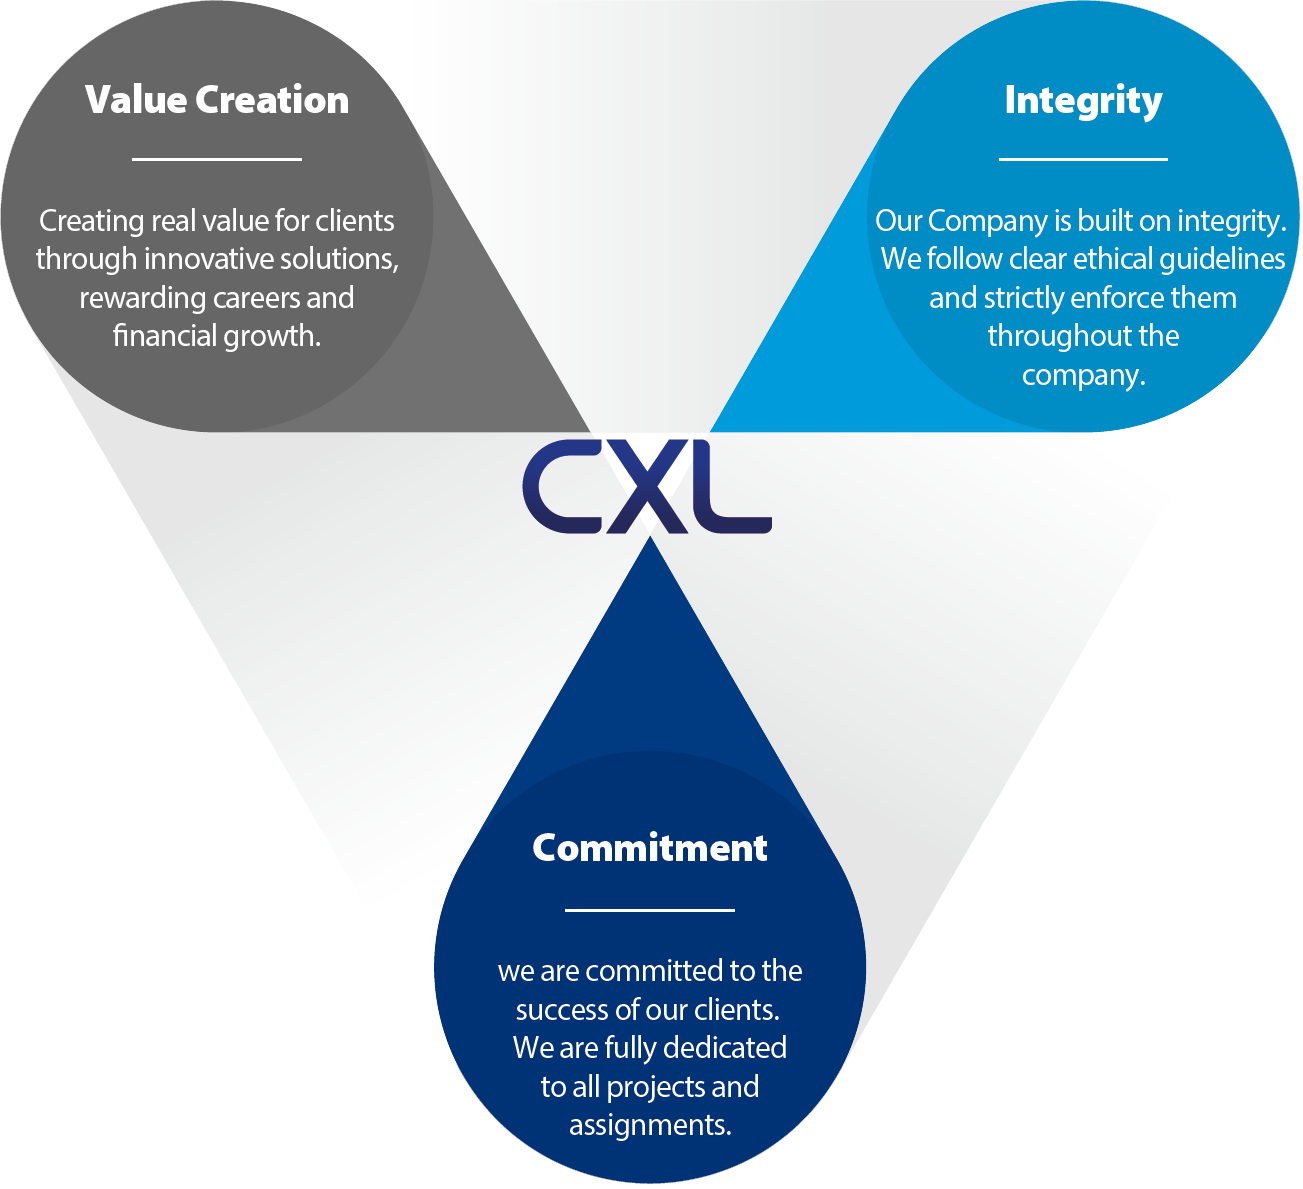 Value Creation
Creating real value for clients
through innovative solutions,
rewarding careers and
financial growth.
Integrity
Our Company is built on integrity.
We follow clear ethical guidelines
and strictly enforce them
throughout the
company.
CXL
Commitment
we are committed to the
success of our clients.
We are fully dedicated
to all projects and
assignments.